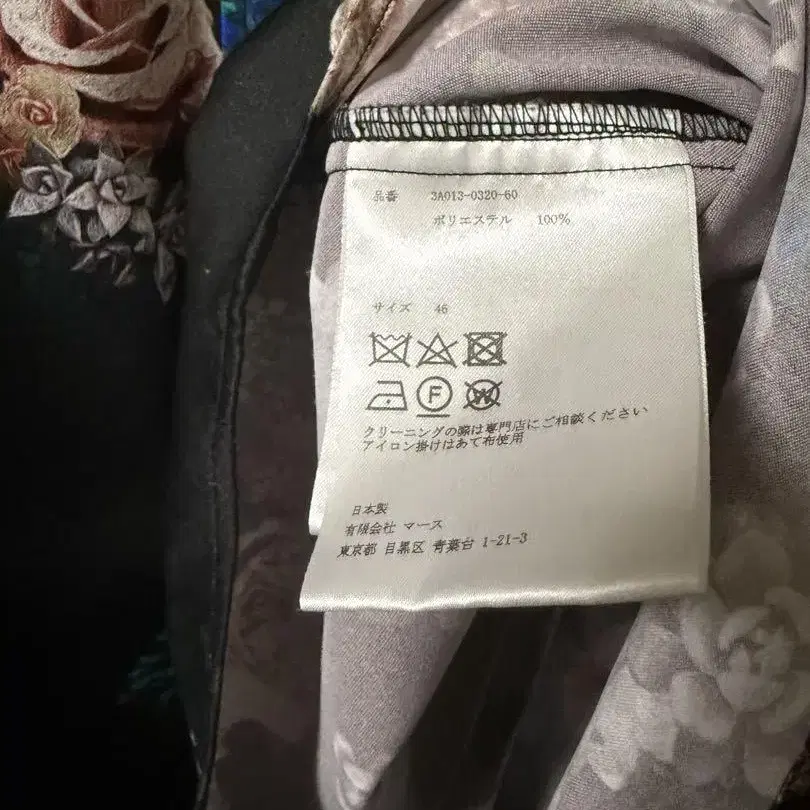 品番 3A013-0320-60
ポリエステル 100%
サイズ 46
F
W
クリーニングの際は専門店にご相談ください
アイロン掛けはあて布使用
日本製
有限会社 マース
東京都 目黒区 青葉台 1-21-3